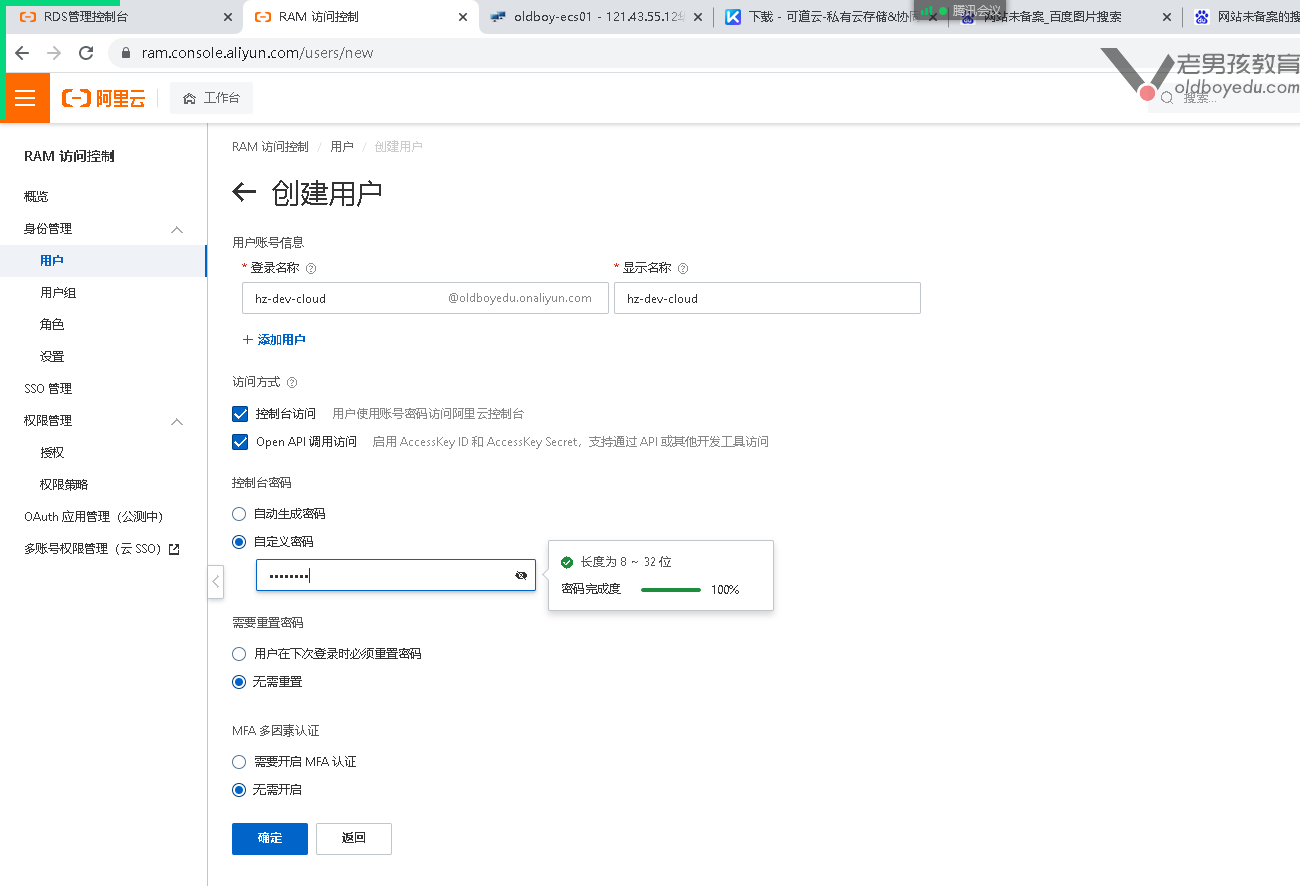 RDS管理控制台
RAM 访问控制
oldboy-ecs01 - 121.43.55.12
下载 - 可道云-私有云存储&协
腾讯会议
网站未备案_百度图片搜索
网站未备案的搜
ram.console.aliyun.com/users/new
老男孩教育
oldboyedu.com
阿里云
工作台
搜索...
RAM 访问控制
概览
身份管理
用户
用户组
角色
设置
SSO 管理
权限管理
授权
权限策略
OAuth 应用管理（公测中）
多账号权限管理（云 SSO）
RAM 访问控制 / 用户 / 创建用户
创建用户
用户账号信息
* 登录名称
* 显示名称
hz-dev-cloud @oldboyedu.onaliyun.com
hz-dev-cloud
+ 添加用户
访问方式
控制台访问 用户使用账号密码访问阿里云控制台
Open API 调用访问 启用 AccessKey ID 和 AccessKey Secret，支持通过 API 或其他开发工具访问
控制台密码
自动生成密码
自定义密码
长度为 8 ~ 32 位
密码完成度 100%
需要重置密码
用户在下次登录时必须重置密码
无需重置
MFA 多因素认证
需要开启 MFA 认证
无需开启
确定
返回